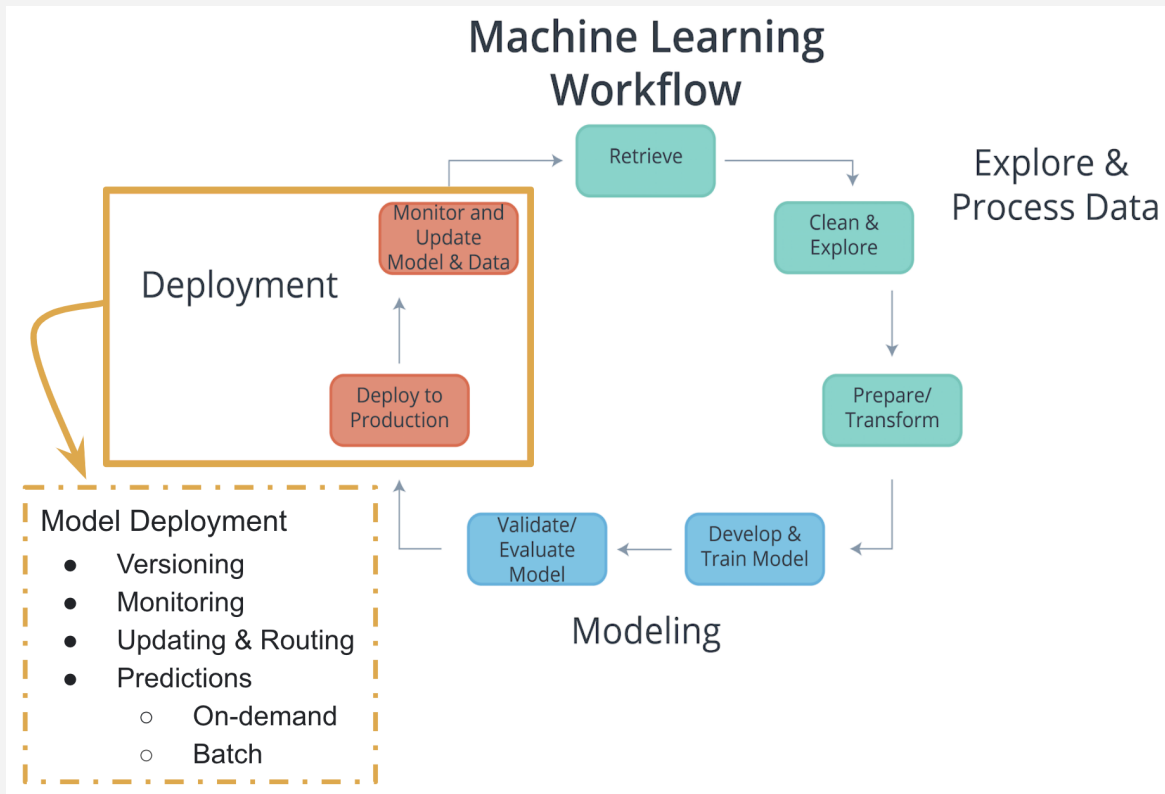 Machine Learning
Workflow
Retrieve
Explore &
Process Data
Clean &
Explore
Prepare/
Transform
Develop &
Train Model
Validate/
Evaluate
Model
Modeling
Deploy to
Production
Monitor and
Update
Model & Data
Deployment
Model Deployment
● Versioning
● Monitoring
● Updating & Routing
● Predictions
○ On-demand
○ Batch